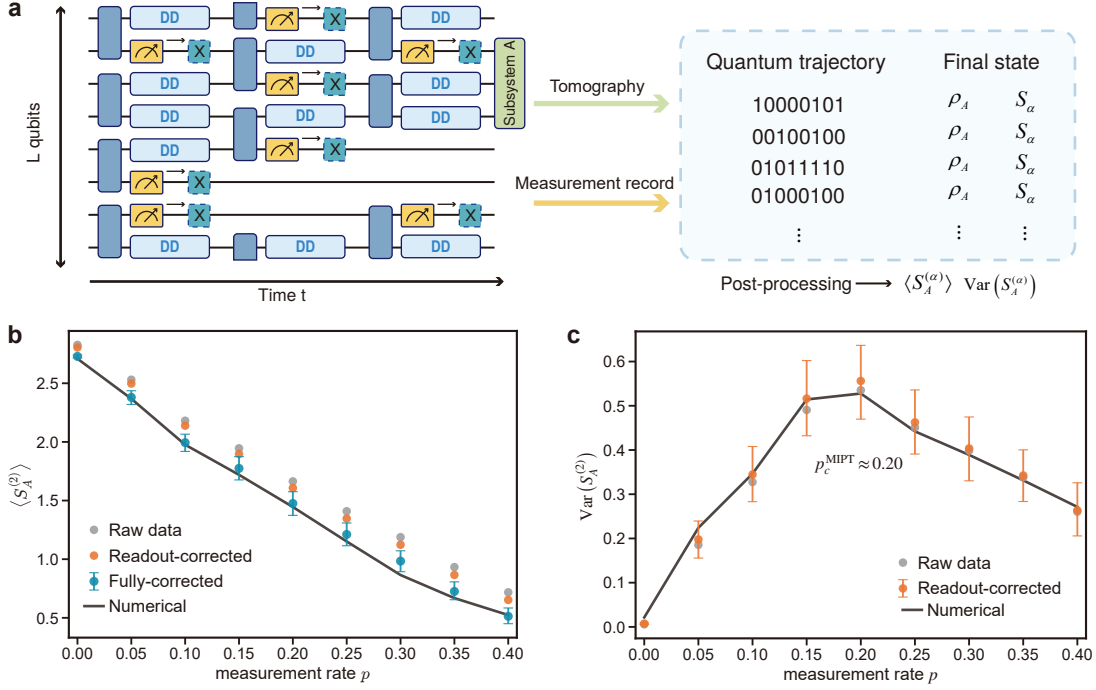 a
L qubits
DD
DD
X
DD
X
DD
X
Subsystem A
DD
X
DD
DD
DD
DD
DD
X
X
X
X
DD
DD
DD
Time t
Tomography
Measurement record
Quantum trajectory Final state
10000101 ρ_A S_α
00100100 ρ_A S_α
01011110 ρ_A S_α
01000100 ρ_A S_α
⋮ ⋮ ⋮
Post-processing ⟶ ⟨S_A^(α)⟩ Var(S_A^(α))
b
⟨S_A^(2)⟩
2.5
2.0
1.5
1.0
0.5
Raw data
Readout-corrected
Fully-corrected
Numerical
0.00 0.05 0.10 0.15 0.20 0.25 0.30 0.35 0.40
measurement rate p
c
Var(S_A^(2))
0.6
0.5
0.4
0.3
0.2
0.1
0.0
p_c^MIPT ≈ 0.20
Raw data
Readout-corrected
Numerical
0.00 0.05 0.10 0.15 0.20 0.25 0.30 0.35 0.40
measurement rate p